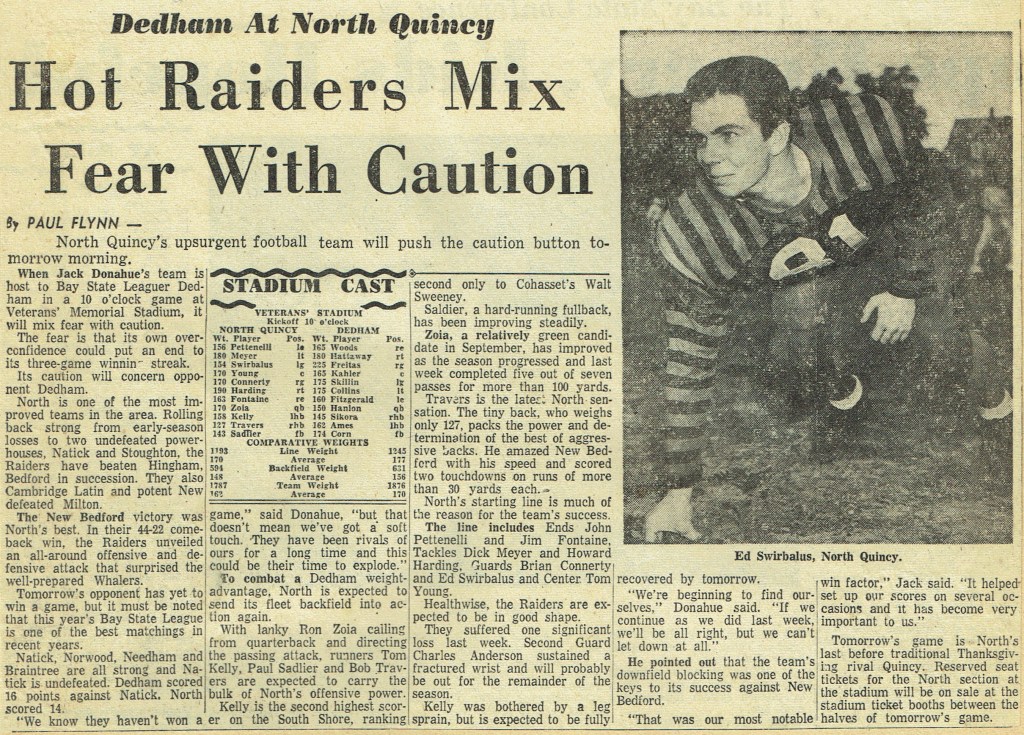 Dedham At North Quincy
Hot Raiders Mix
Fear With Caution
By PAUL FLYNN —
North Quincy's upsurgent football team will push the caution button to-
morrow morning.
When Jack Donahue's team is
host to Bay State Leaguer Ded-
ham in a 10 o'clock game at
Veterans' Memorial Stadium, it
will mix fear with caution.
The fear is that its own over-
confidence could put an end to
its three-game winnin streak.
Its caution will concern oppo-
nent Dedham.
North is one of the most im-
proved teams in the area. Rolling
back strong from early-season
losses to two undefeated power-
houses, Natick and Stoughton, the
Raiders have beaten Hingham,
Bedford in succession. They also
Cambridge Latin and potent New
defeated Milton.
The New Bedford victory was
North's best. In their 44-22 come-
back win, the Raiders unveiled
an all-around offensive and de-
fensive attack that surprised the
well-prepared Whalers.
Tomorrow's opponent has yet to
win a game, but it must be noted
that this year's Bay State League
is one of the best matchings in
recent years.
Natick, Norwood, Needham and
Braintree are all strong and Na-
tick is undefeated. Dedham scored
16 points against Natick. North
scored 14.
"We know they haven't won a
STADIUM CAST
VETERANS' STADIUM
Kickoff 10 o'clock
NORTH QUINCY DEDHAM
Wt. Player Pos. Wt. Player Pos.
156 Pettenelli le 165 Woods re
180 Meyer lt 180 Hattaway rt
154 Swirbalus lg 225 Freitas rg
170 Young c 165 Kahler c
170 Connerty rg 175 Skillin lg
190 Harding rt 175 Collins lt
163 Fontaine re 160 Fitzgerald le
170 Zoia qb 150 Hanlon qb
158 Kelly lhb 145 Sikora rhb
127 Travers rhb 162 Ames lhb
143 Sadlier fb 174 Corn fb
COMPARATIVE WEIGHTS
1193 Line Weight 1245
170 Average 177
594 Backfield Weight 631
148 Average 156
1787 Team Weight 1876
162 Average 170
game," said Donahue, "but that
doesn't mean we've got a soft
touch. They have been rivals of
ours for a long time and this
could be their time to explode."
To combat a Dedham weight-
advantage, North is expected to
send its fleet backfield into ac-
tion again.
With lanky Ron Zoia calling
from quarterback and directing
the passing attack, runners Tom
Kelly, Paul Sadlier and Bob Trav-
ers are expected to carry the
bulk of North's offensive power.
Kelly is the second highest scor-
er on the South Shore, ranking
second only to Cohasset's Walt
Sweeney.
Saldier, a hard-running fullback,
has been improving steadily.
Zoia, a relatively green candi-
date in September, has improved
as the season progressed and last
week completed five out of seven
passes for more than 100 yards.
Travers is the latest North sen-
sation. The tiny back, who weighs
only 127, packs the power and de-
termination of the best of aggres-
sive backs. He amazed New Bed-
ford with his speed and scored
two touchdowns on runs of more
than 30 yards each.
North's starting line is much of
the reason for the team's success.
The line includes Ends John
Pettenelli and Jim Fontaine,
Tackles Dick Meyer and Howard
Harding, Guards Brian Connerty
and Ed Swirbalus and Center Tom
Young.
Healthwise, the Raiders are ex-
pected to be in good shape.
They suffered one significant
loss last week. Second Guard
Charles Anderson sustained a
fractured wrist and will probably
be out for the remainder of the
season.
Kelly was bothered by a leg
sprain, but is expected to be fully
Ed Swirbalus, North Quincy.
recovered by tomorrow.
"We're beginning to find our-
selves," Donahue said. "If we
continue as we did last week,
we'll be all right, but we can't
let down at all."
He pointed out that the team's
downfield blocking was one of the
keys to its success against New
Bedford.
"That was our most notable
win factor," Jack said. "It helped
set up our scores on several oc-
casions and it has become very
important to us."
Tomorrow's game is North's
last before traditional Thanksgiv-
ing rival Quincy. Reserved seat
tickets for the North section at
the stadium will be on sale at the
stadium ticket booths between the
halves of tomorrow's game.